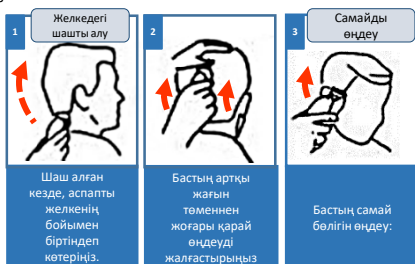 1
Желкедегі
шашты алу
Шаш алған
кезде, аспапты
желкенің
бойымен
біртіндеп
көтеріңіз.
2
Бастың артқы
жағын
төменнен
жоғары қарай
өңдеуді
жалғастырыңыз
3
Самайды
өңдеу
Бастың самай
бөлігін өңдеу: